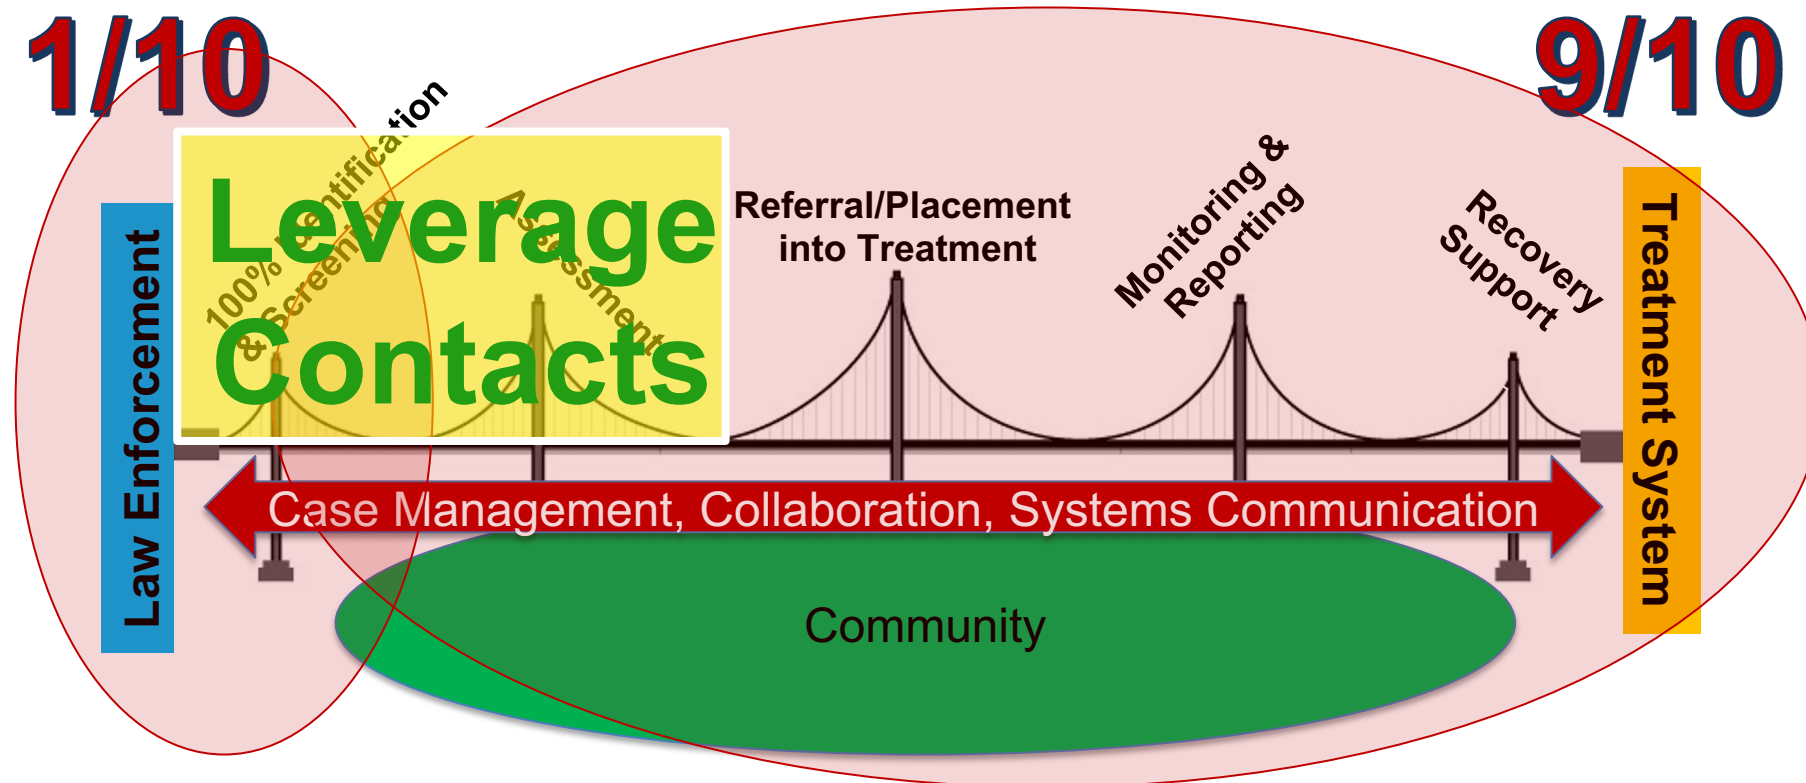 1/10
9/10
Law Enforcement
100% Identification
& Screening
Leverage
Contacts
Assessment
Referral/Placement
into Treatment
Monitoring &
Reporting
Recovery
Support
Treatment System
Case Management, Collaboration, Systems Communication
Community